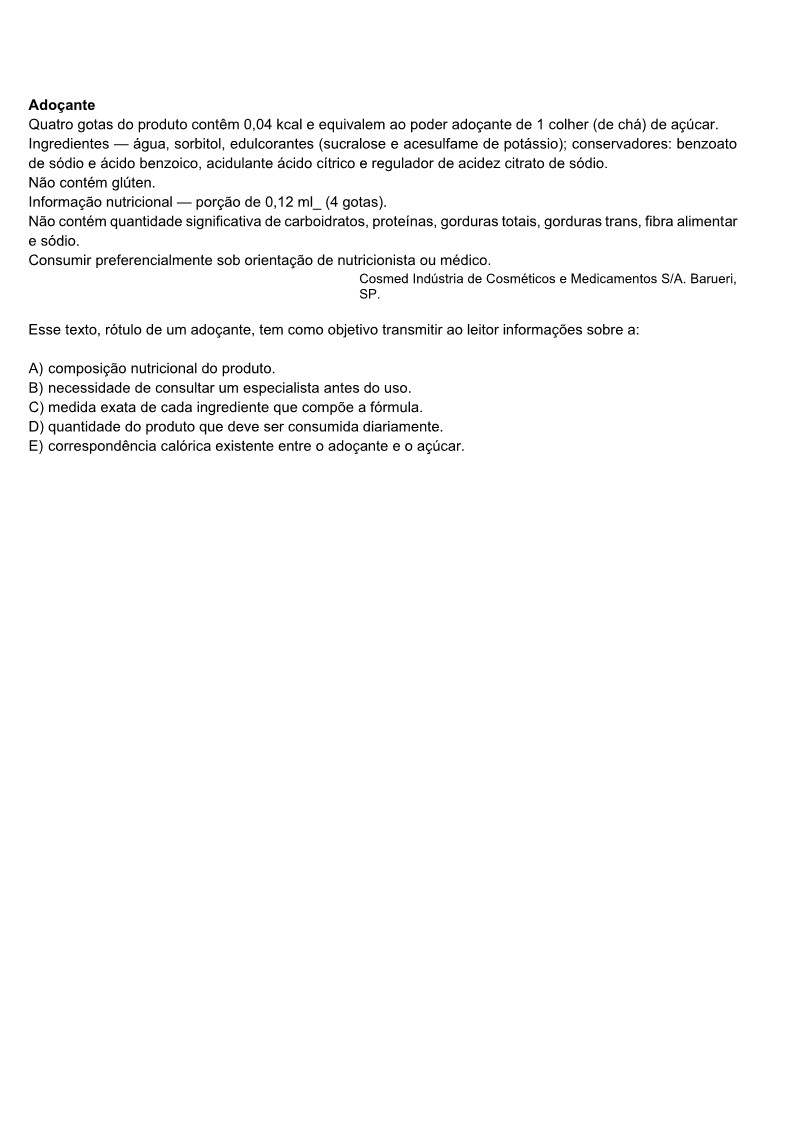 Adoçante
Quatro gotas do produto contêm 0,04 kcal e equivalem ao poder adoçante de 1 colher (de chá) de açúcar.
Ingredientes — água, sorbitol, edulcorantes (sucralose e acesulfame de potássio); conservadores: benzoato
de sódio e ácido benzoico, acidulante ácido cítrico e regulador de acidez citrato de sódio.
Não contém glúten.
Informação nutricional — porção de 0,12 ml_ (4 gotas).
Não contém quantidade significativa de carboidratos, proteínas, gorduras totais, gorduras trans, fibra alimentar
e sódio.
Consumir preferencialmente sob orientação de nutricionista ou médico.
Cosmed Indústria de Cosméticos e Medicamentos S/A. Barueri,
SP.
Esse texto, rótulo de um adoçante, tem como objetivo transmitir ao leitor informações sobre a:
A) composição nutricional do produto.
B) necessidade de consultar um especialista antes do uso.
C) medida exata de cada ingrediente que compõe a fórmula.
D) quantidade do produto que deve ser consumida diariamente.
E) correspondência calórica existente entre o adoçante e o açúcar.